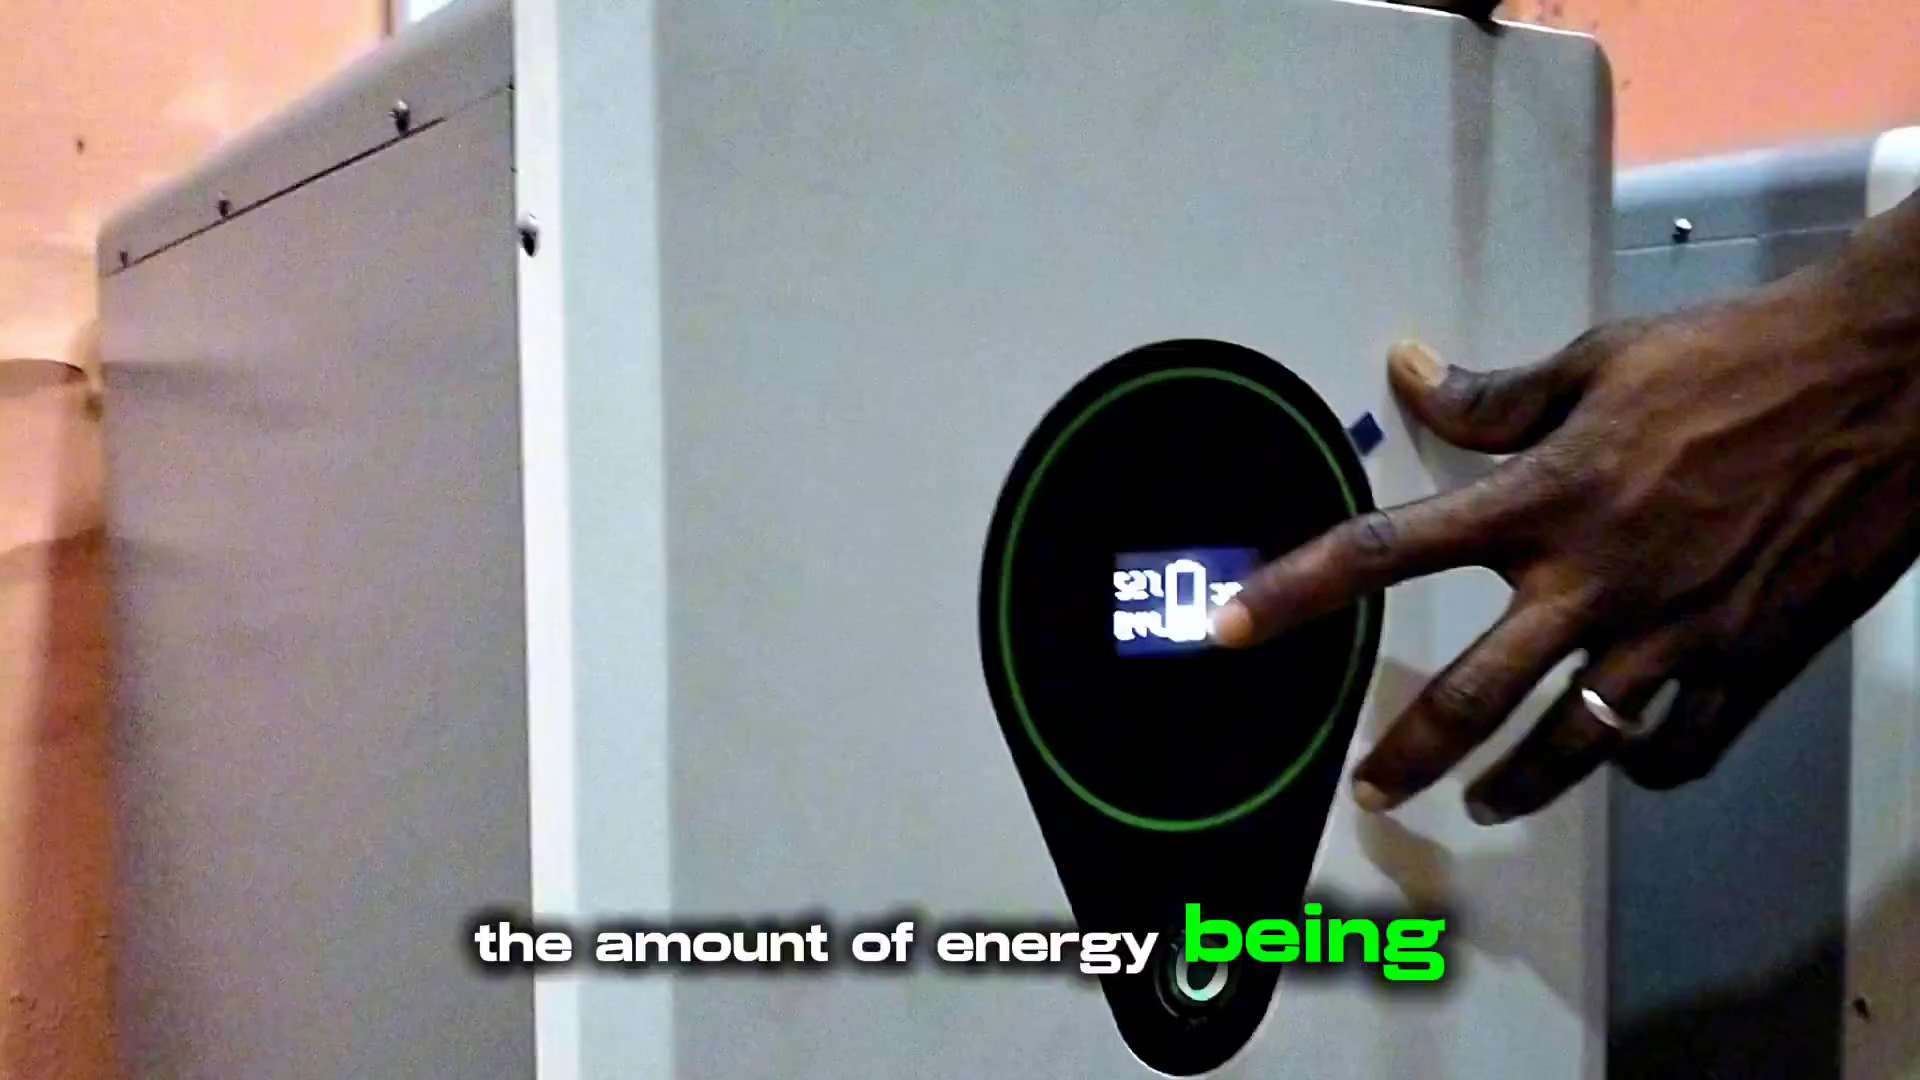 the amount of energy being